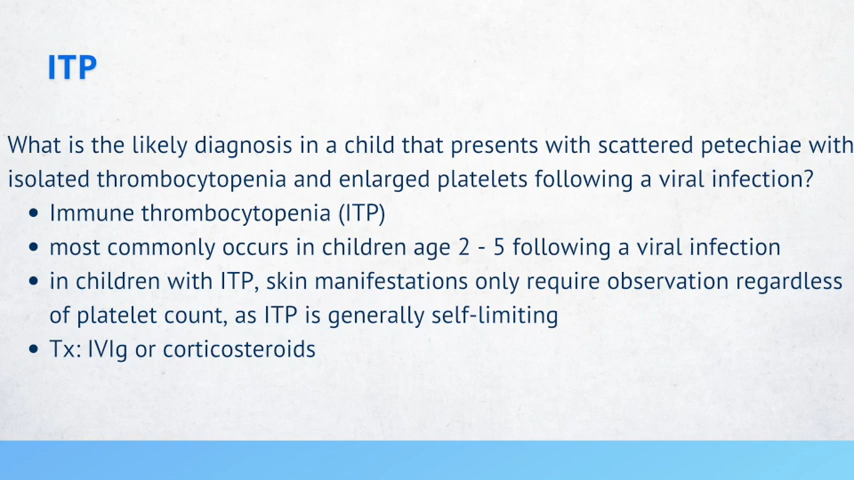 ITP
What is the likely diagnosis in a child that presents with scattered petechiae with
isolated thrombocytopenia and enlarged platelets following a viral infection?
• Immune thrombocytopenia (ITP)
• most commonly occurs in children age 2 - 5 following a viral infection
• in children with ITP, skin manifestations only require observation regardless
of platelet count, as ITP is generally self-limiting
• Tx: IVIg or corticosteroids